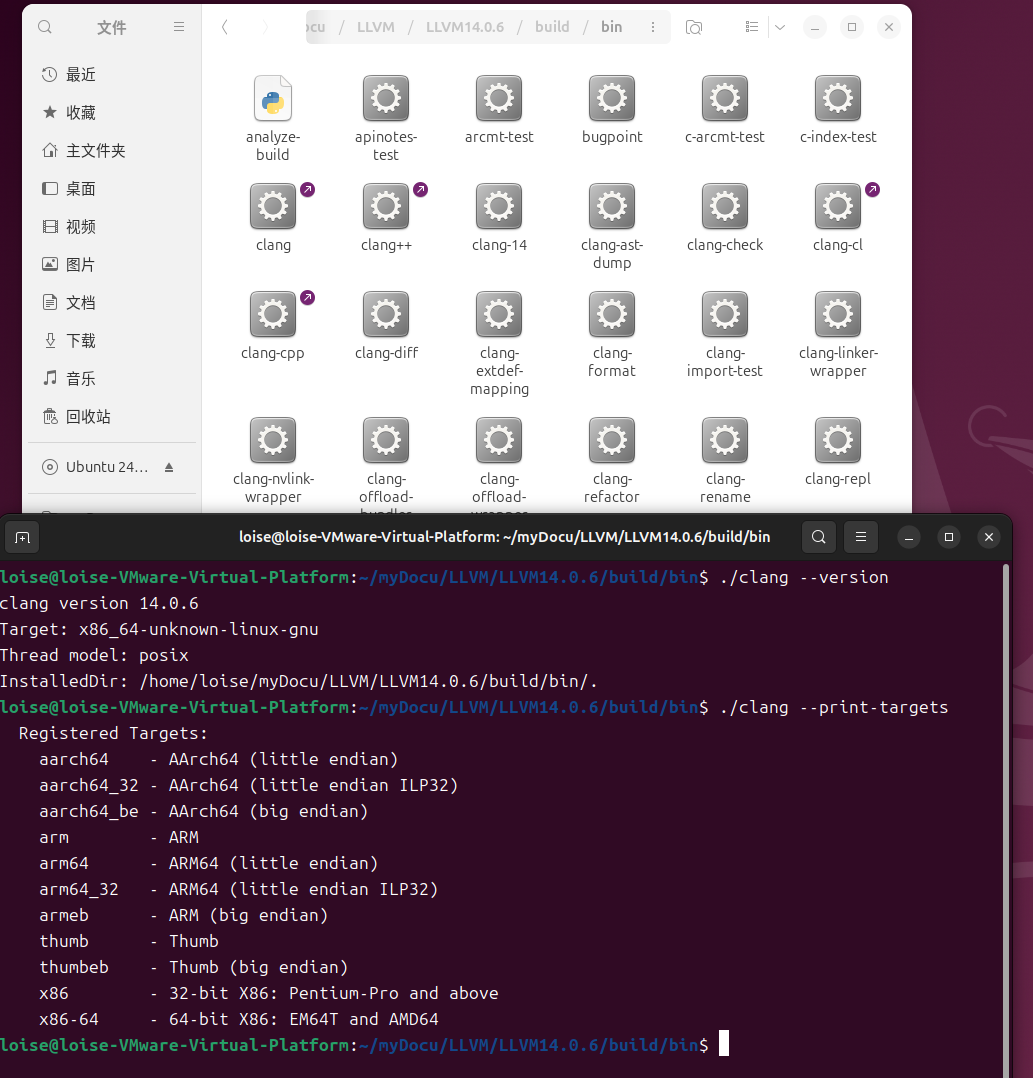 文件
ocu / LLVM / LLVM14.0.6 / build / bin
最近
收藏
主文件夹
桌面
视频
图片
文档
下载
音乐
回收站
Ubuntu 24…
analyze-
build
apinotes-
test
arcmt-test
bugpoint
c-arcmt-test
c-index-test
clang
clang++
clang-14
clang-ast-
dump
clang-check
clang-cl
clang-cpp
clang-diff
clang-
extdef-
mapping
clang-
format
clang-
import-test
clang-linker-
wrapper
clang-nvlink-
wrapper
clang-
offload-
bundler
clang-
offload-
wrapper
clang-
refactor
clang-
rename
clang-repl
loise@loise-VMware-Virtual-Platform: ~/myDocu/LLVM/LLVM14.0.6/build/bin
loise@loise-VMware-Virtual-Platform:~/myDocu/LLVM/LLVM14.0.6/build/bin$ ./clang --version
clang version 14.0.6
Target: x86_64-unknown-linux-gnu
Thread model: posix
InstalledDir: /home/loise/myDocu/LLVM/LLVM14.0.6/build/bin/.
loise@loise-VMware-Virtual-Platform:~/myDocu/LLVM/LLVM14.0.6/build/bin$ ./clang --print-targets
  Registered Targets:
    aarch64    - AArch64 (little endian)
    aarch64_32 - AArch64 (little endian ILP32)
    aarch64_be - AArch64 (big endian)
    arm        - ARM
    arm64      - ARM64 (little endian)
    arm64_32   - ARM64 (little endian ILP32)
    armeb      - ARM (big endian)
    thumb      - Thumb
    thumbeb    - Thumb (big endian)
    x86        - 32-bit X86: Pentium-Pro and above
    x86-64     - 64-bit X86: EM64T and AMD64
loise@loise-VMware-Virtual-Platform:~/myDocu/LLVM/LLVM14.0.6/build/bin$